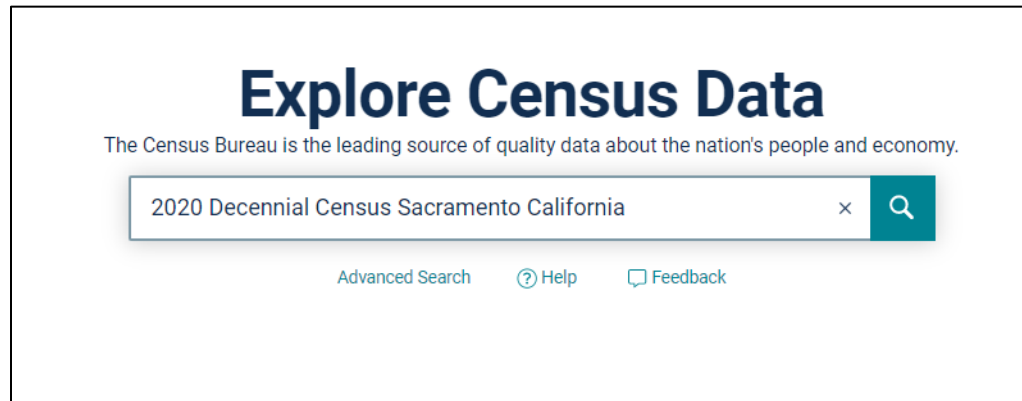 Explore Census Data
The Census Bureau is the leading source of quality data about the nation's people and economy.
2020 Decennial Census Sacramento California ×
Advanced Search ? Help Feedback